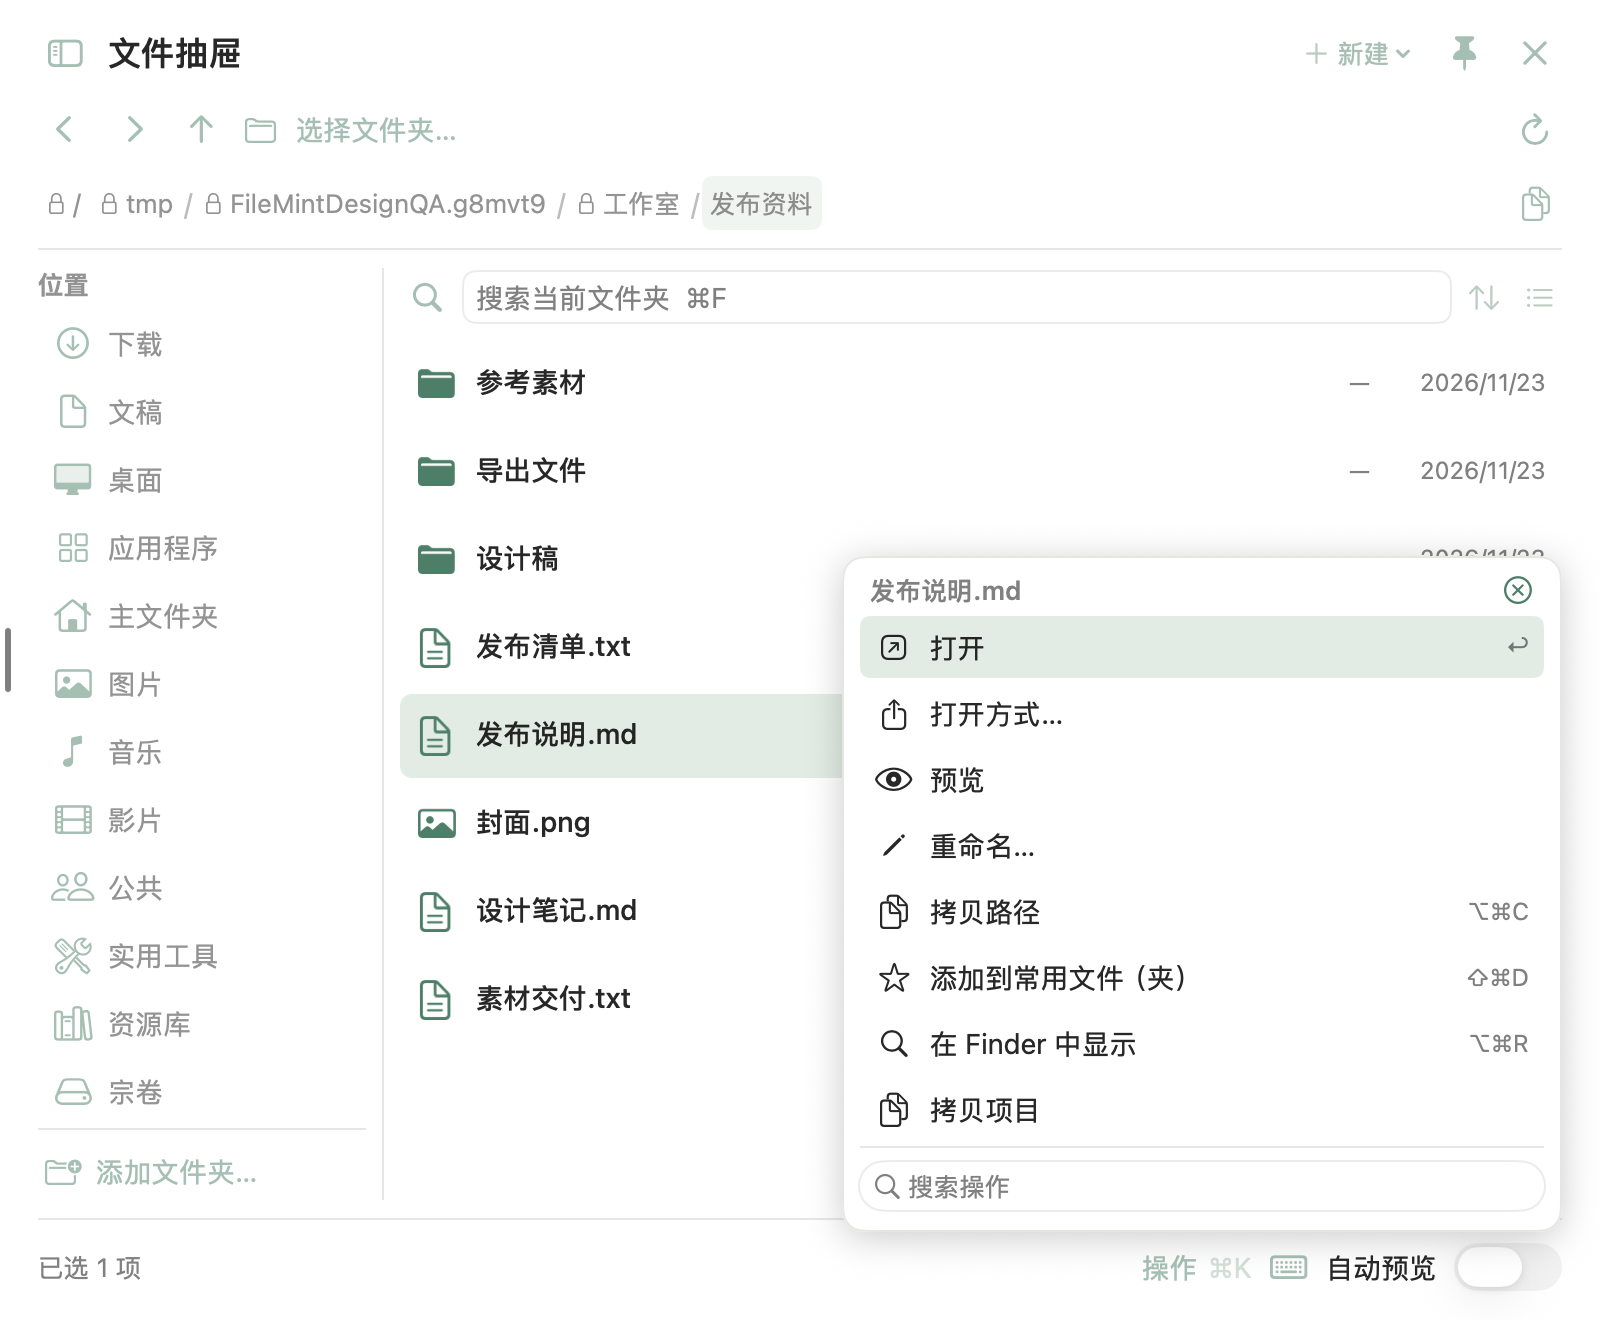 文件抽屉
新建
选择文件夹...
/ tmp / FileMintDesignQA.g8mvt9 / 工作室 / 发布资料
位置
下载
文稿
桌面
应用程序
主文件夹
图片
音乐
影片
公共
实用工具
资源库
宗卷
添加文件夹...
搜索当前文件夹 ⌘F
参考素材 — 2026/11/23
导出文件 — 2026/11/23
设计稿 2026/11/23
发布清单.txt
发布说明.md
封面.png
设计笔记.md
素材交付.txt
发布说明.md
打开 ↩
打开方式...
预览
重命名...
拷贝路径 ⌥⌘C
添加到常用文件（夹） ⇧⌘D
在 Finder 中显示 ⌥⌘R
拷贝项目
搜索操作
已选 1 项
操作 ⌘K
自动预览